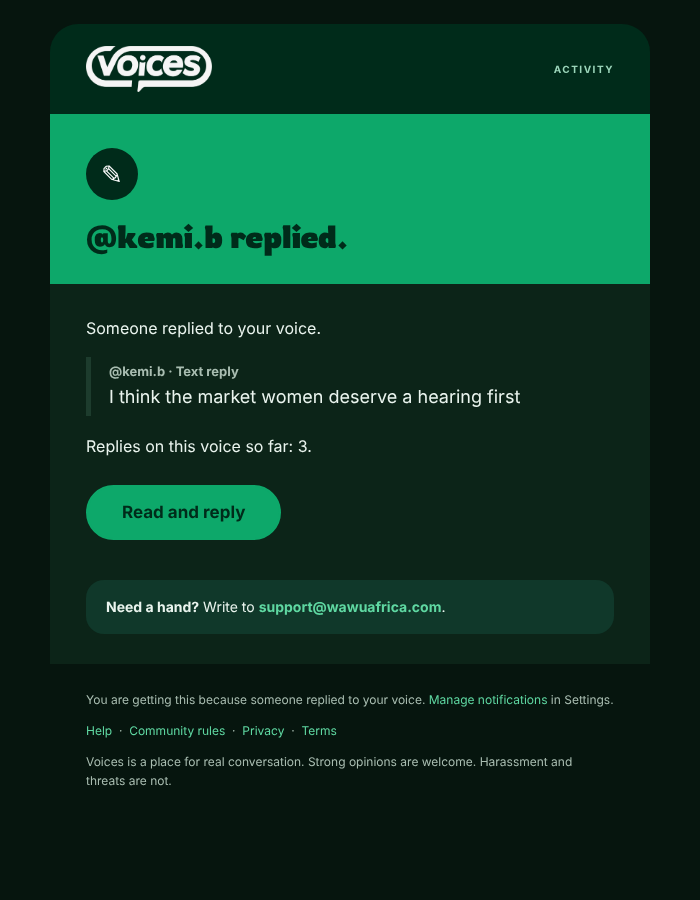 Voices
ACTIVITY
@kemi.b replied.
Someone replied to your voice.
@kemi.b · Text reply
I think the market women deserve a hearing first
Replies on this voice so far: 3.
Read and reply
Need a hand? Write to support@wawuafrica.com.
You are getting this because someone replied to your voice. Manage notifications in Settings.
Help · Community rules · Privacy · Terms
Voices is a place for real conversation. Strong opinions are welcome. Harassment and
threats are not.